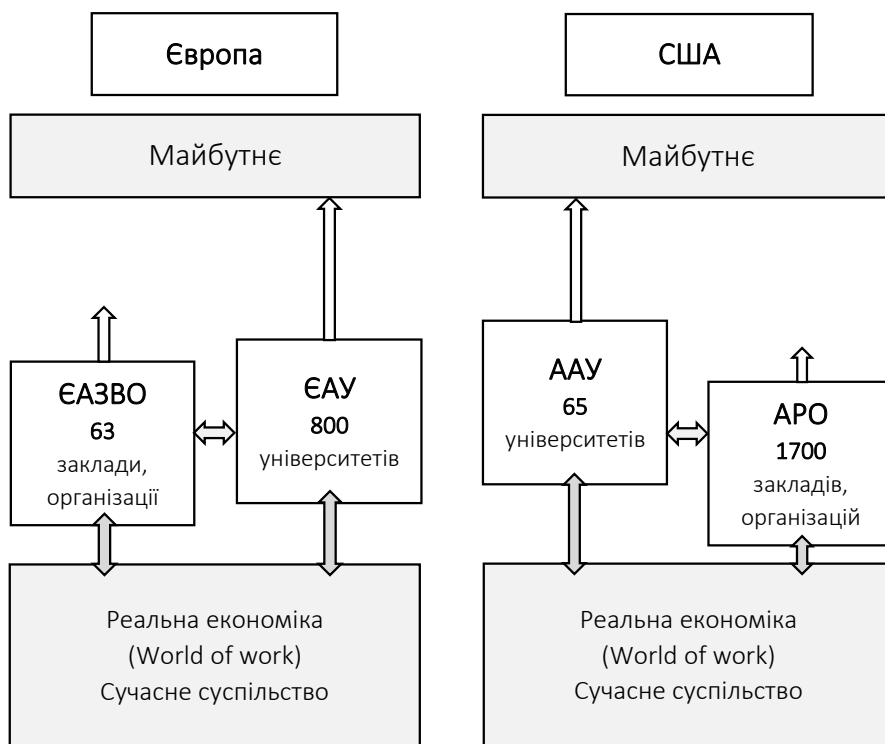 Європа
Майбутнє
ЄАЗВО
63
заклади,
організації
ЄАУ
800
університетів
Реальна економіка
(World of work)
Сучасне суспільство
США
Майбутнє
ААУ
65
університетів
АРО
1700
закладів,
організацій
Реальна економіка
(World of work)
Сучасне суспільство